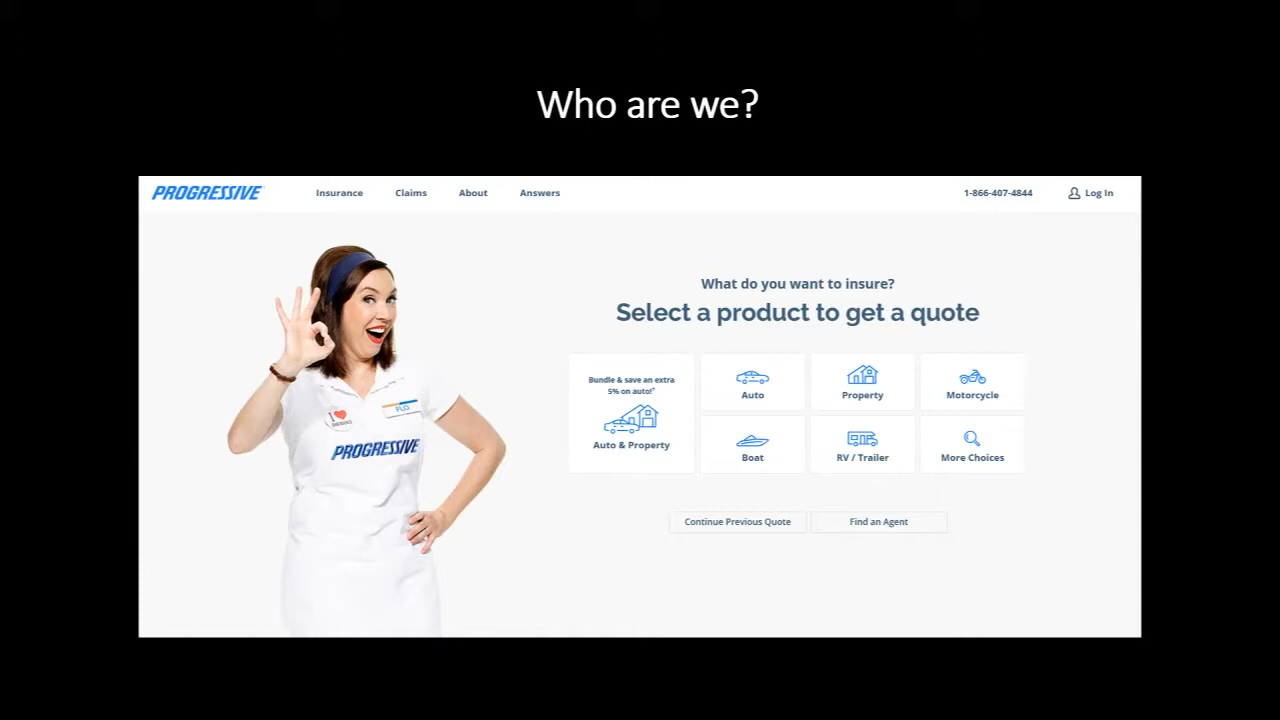 Who are we?
PROGRESSIVE
Insurance
Claims
About
Answers
1-866-407-4844
Log In
What do you want to insure?
Select a product to get a quote
Bundle & save an extra
5% on auto!†
Auto & Property
Auto
Property
Motorcycle
Boat
RV / Trailer
More Choices
Continue Previous Quote
Find an Agent
I
FLO
PROGRESSIVE